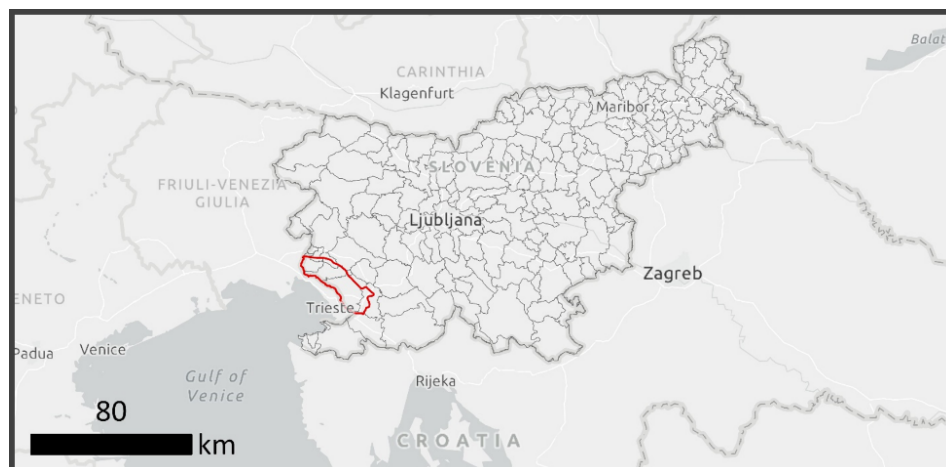 Balat
CARINTHIA
Klagenfurt
Maribor
SLOVENIA
FRIULI-VENEZIA
GIULIA
Ljubljana
Zagreb
ENETO
Trieste
Padua
Venice
Gulf of
Venice
Rijeka
80
km
CROATIA